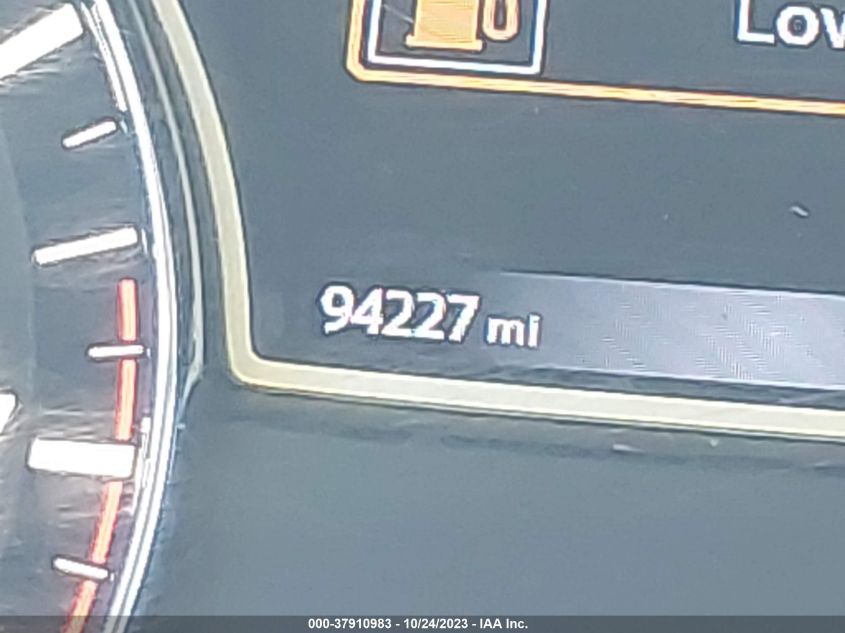 Low
94227 mi
000-37910983 - 10/24/2023 - IAA Inc.